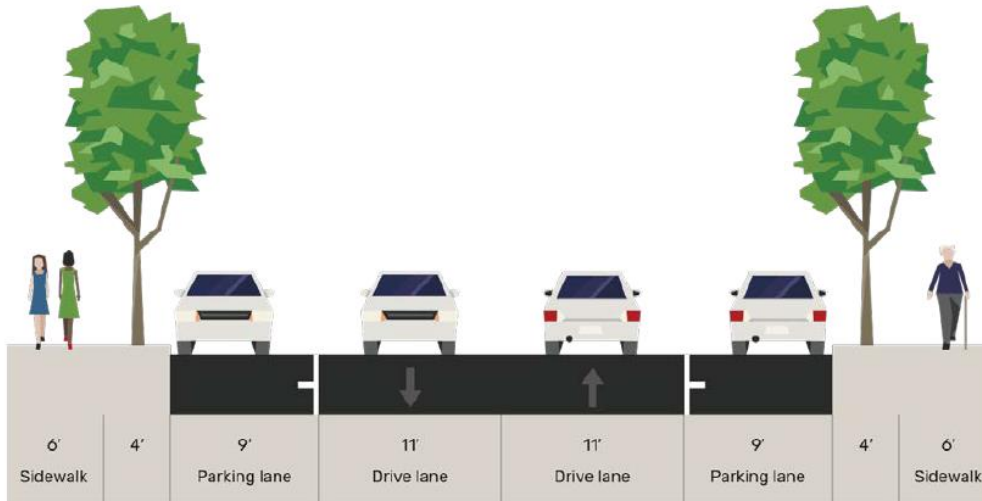 6′ 4′ 9′ 11′ 11′ 9′ 4′ 6′
Sidewalk Parking lane Drive lane Drive lane Parking lane Sidewalk